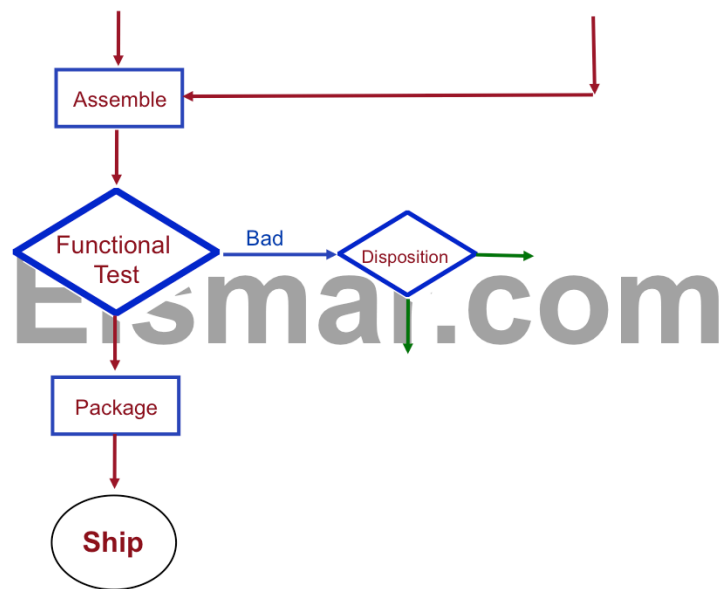 Assemble
Functional
Test
Bad
Disposition
Elsmar.com
Package
Ship